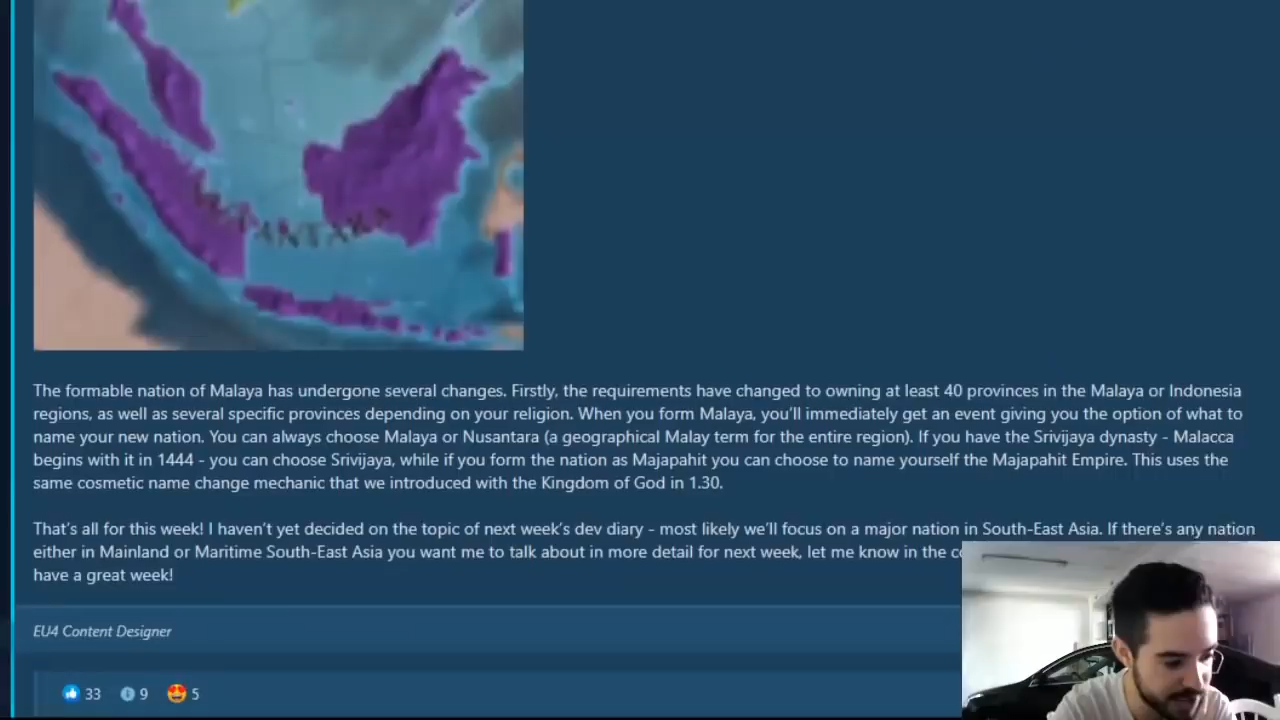 NUSANTARA
The formable nation of Malaya has undergone several changes. Firstly, the requirements have changed to owning at least 40 provinces in the Malaya or Indonesia
regions, as well as several specific provinces depending on your religion. When you form Malaya, you'll immediately get an event giving you the option of what to
name your new nation. You can always choose Malaya or Nusantara (a geographical Malay term for the entire region). If you have the Srivijaya dynasty - Malacca
begins with it in 1444 - you can choose Srivijaya, while if you form the nation as Majapahit you can choose to name yourself the Majapahit Empire. This uses the
same cosmetic name change mechanic that we introduced with the Kingdom of God in 1.30.
That's all for this week! I haven't yet decided on the topic of next week's dev diary - most likely we'll focus on a major nation in South-East Asia. If there's any nation
either in Mainland or Maritime South-East Asia you want me to talk about in more detail for next week, let me know in the
have a great week!
EU4 Content Designer
33 9 5